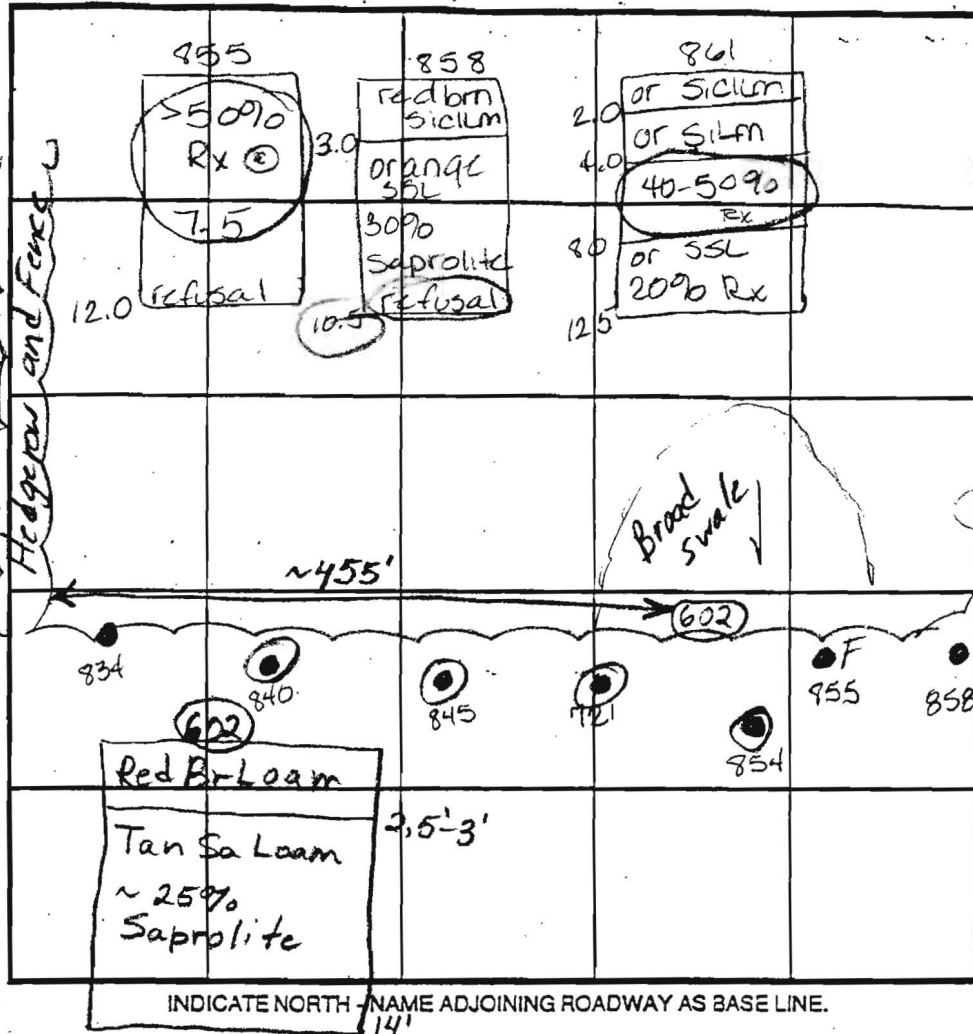 855
>50%
Rx @
7.5
refusal
12.0
858
red brn
siclLm
3.0
orange
SSL
30%
saprolite
refusal
10.5
861
or siclLm
2.0
or SiLm
4.0
40-50%
Rx
8.0
or SSL
20% Rx
12.5
Hedgerow and Fence
Broad
swale
~455'
602
834
840
845
721
854
F
855
858
602
Red Br Loam
2.5'-3'
Tan Sa Loam
~25%
Saprolite
14'
INDICATE NORTH - NAME ADJOINING ROADWAY AS BASE LINE.